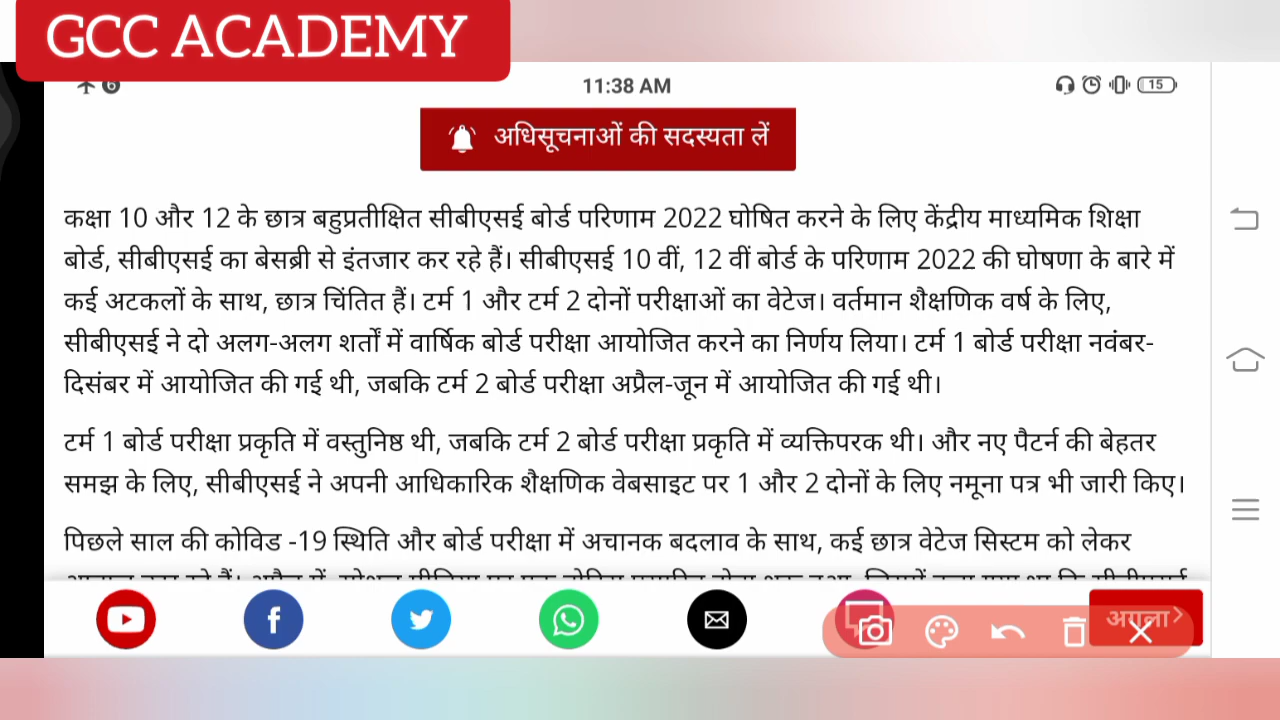 GCC ACADEMY
6
11:38 AM
15
अधिसूचनाओं की सदस्यता लें
कक्षा 10 और 12 के छात्र बहुप्रतीक्षित सीबीएसई बोर्ड परिणाम 2022 घोषित करने के लिए केंद्रीय माध्यमिक शिक्षा
बोर्ड, सीबीएसई का बेसब्री से इंतजार कर रहे हैं। सीबीएसई 10 वीं, 12 वीं बोर्ड के परिणाम 2022 की घोषणा के बारे में
कई अटकलों के साथ, छात्र चिंतित हैं। टर्म 1 और टर्म 2 दोनों परीक्षाओं का वेटेज। वर्तमान शैक्षणिक वर्ष के लिए,
सीबीएसई ने दो अलग-अलग शर्तों में वार्षिक बोर्ड परीक्षा आयोजित करने का निर्णय लिया। टर्म 1 बोर्ड परीक्षा नवंबर-
दिसंबर में आयोजित की गई थी, जबकि टर्म 2 बोर्ड परीक्षा अप्रैल-जून में आयोजित की गई थी।
टर्म 1 बोर्ड परीक्षा प्रकृति में वस्तुनिष्ठ थी, जबकि टर्म 2 बोर्ड परीक्षा प्रकृति में व्यक्तिपरक थी। और नए पैटर्न की बेहतर
समझ के लिए, सीबीएसई ने अपनी आधिकारिक शैक्षणिक वेबसाइट पर 1 और 2 दोनों के लिए नमूना पत्र भी जारी किए।
पिछले साल की कोविड -19 स्थिति और बोर्ड परीक्षा में अचानक बदलाव के साथ, कई छात्र वेटेज सिस्टम को लेकर
अगला